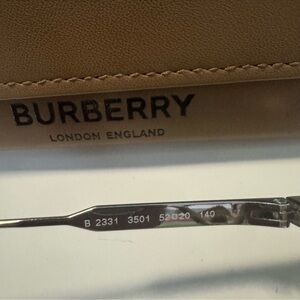 BURBERRY
LONDON ENGLAND
B 2331 3501 52□20 140